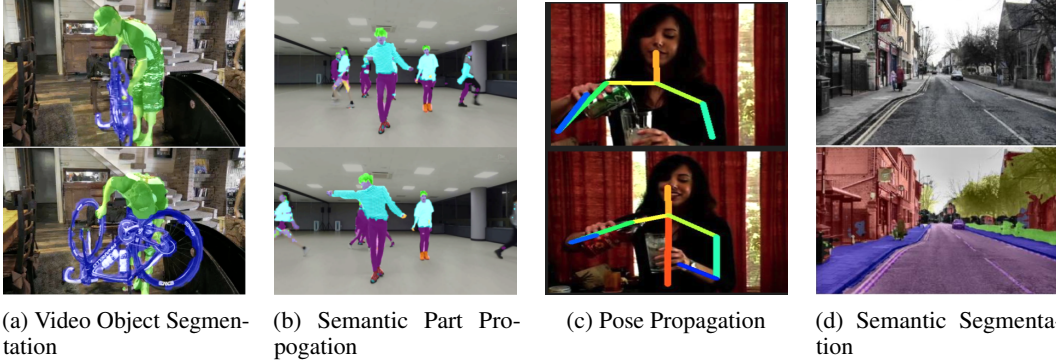 (a) Video Object Segmen-
tation
(b) Semantic Part Pro-
pogation
(c) Pose Propagation
(d) Semantic Segmenta-
tion